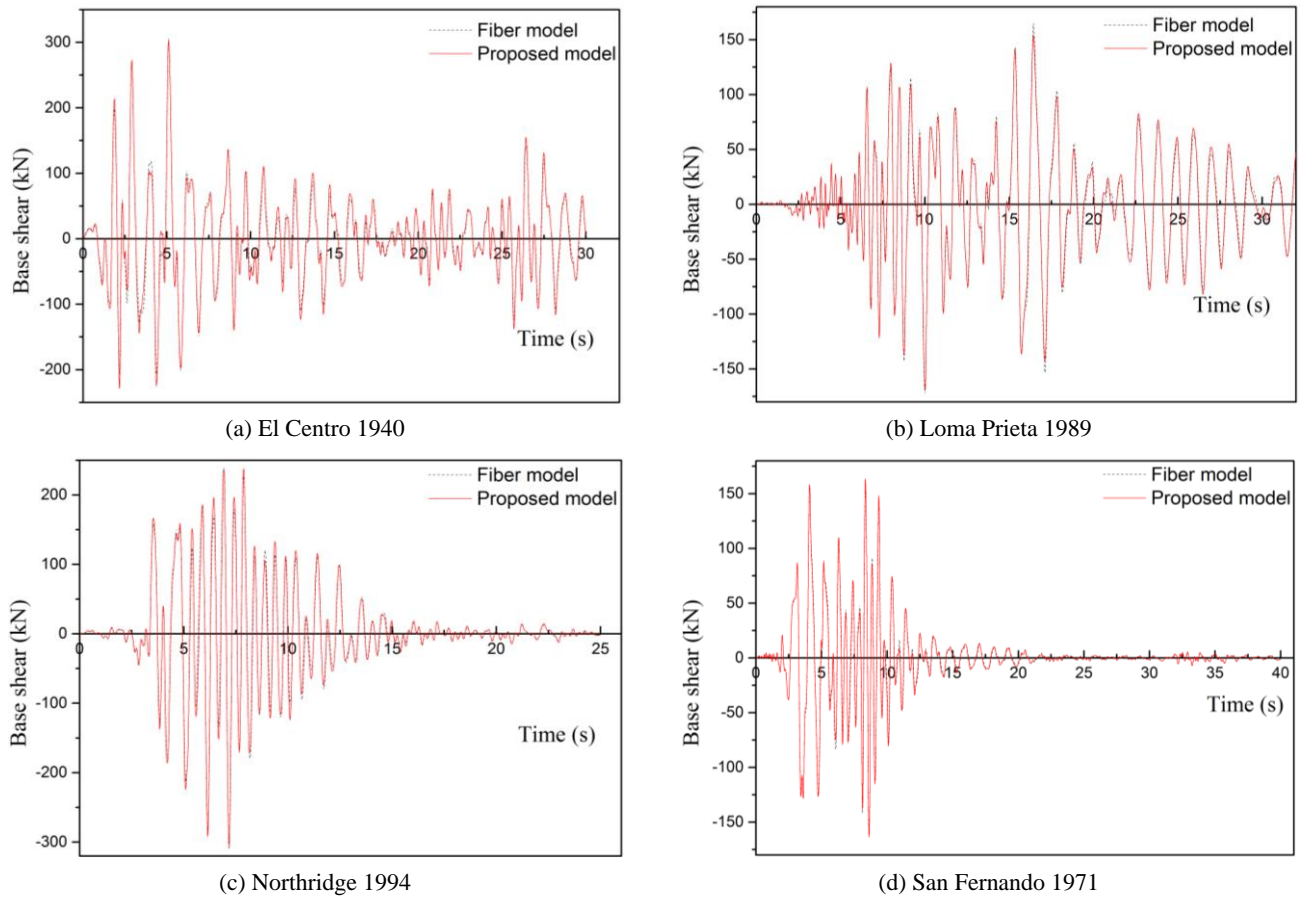 Fiber model
Proposed model
Base shear (kN)
300
200
100
0
-100
-200
0 5 10 15 20 25 30
Time (s)
(a) El Centro 1940
Fiber model
Proposed model
Base shear (kN)
150
100
50
0
-50
-100
-150
0 5 10 15 20 25 30
Time (s)
(b) Loma Prieta 1989
Fiber model
Proposed model
Base shear (kN)
200
100
0
-100
-200
-300
0 5 10 15 20 25
Time (s)
(c) Northridge 1994
Fiber model
Proposed model
Base shear (kN)
150
100
50
0
-50
-100
-150
0 5 10 15 20 25 30 35 40
Time (s)
(d) San Fernando 1971